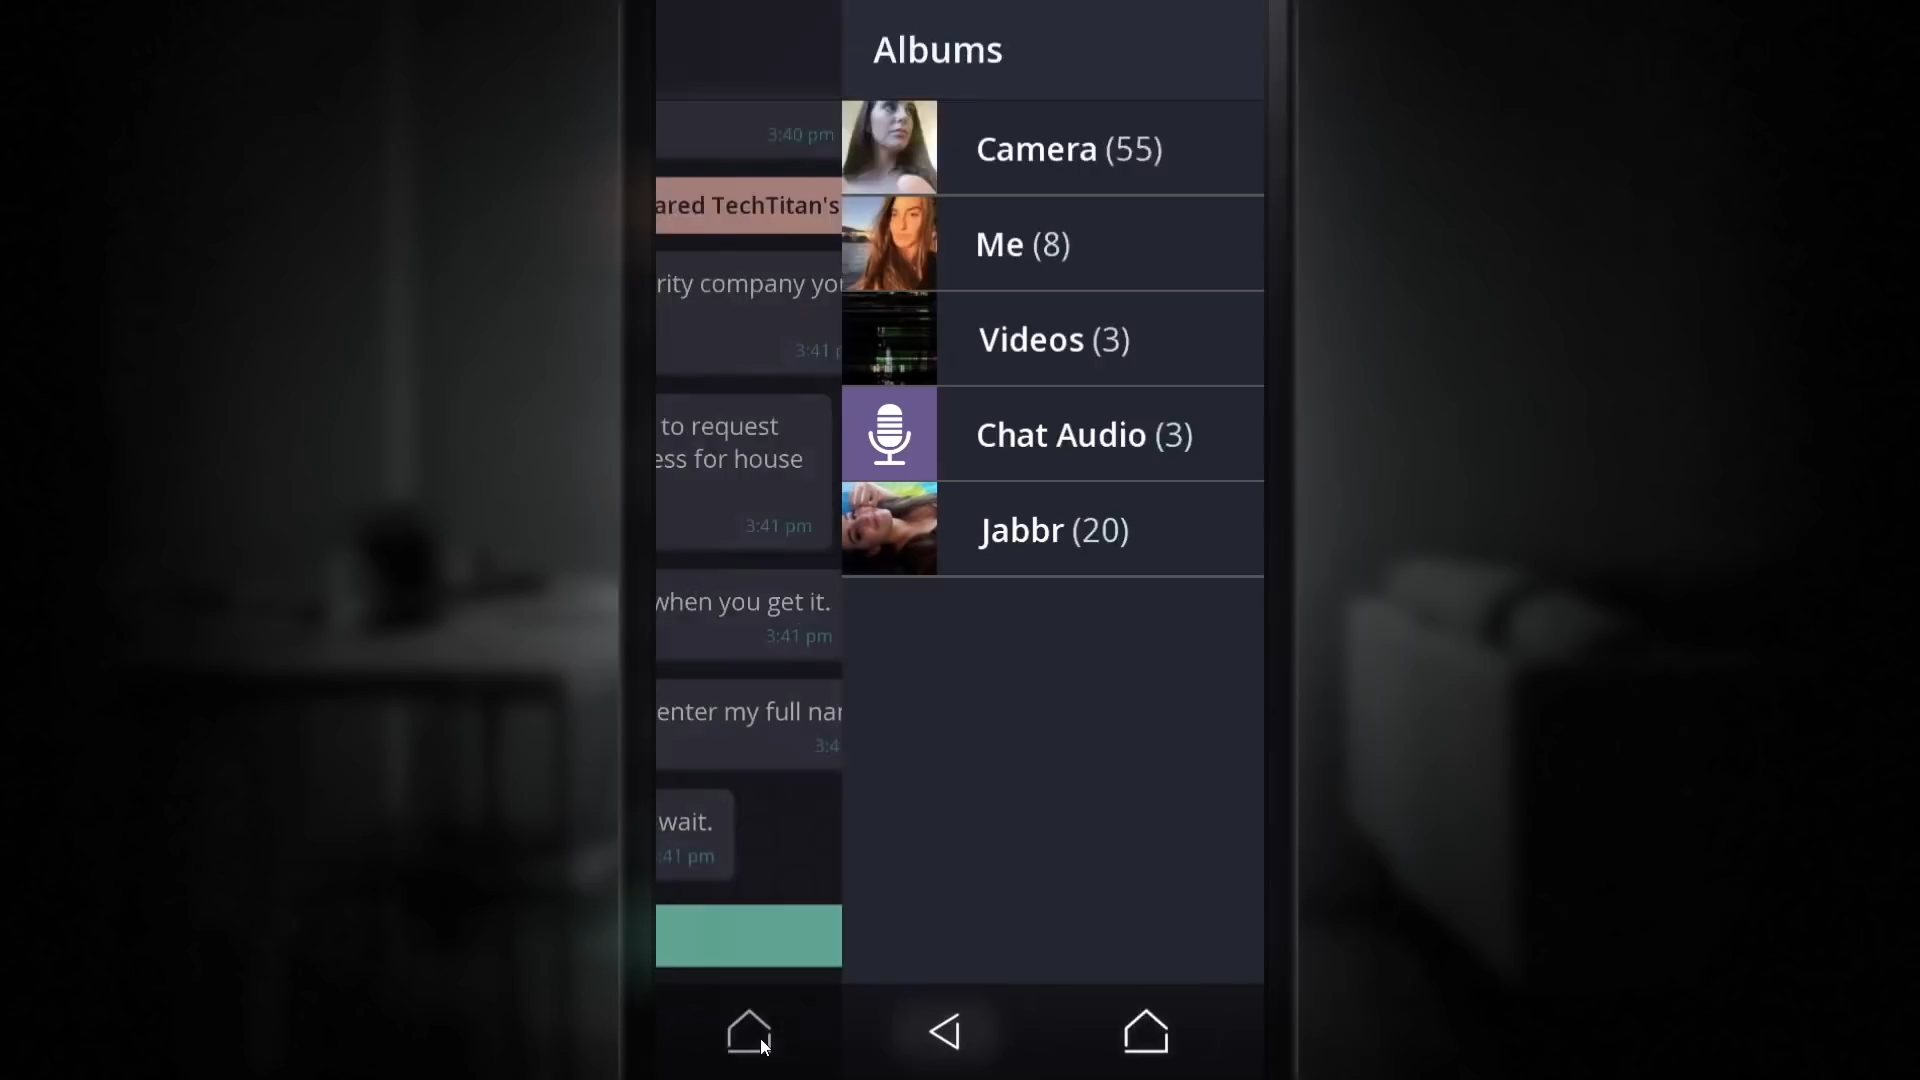 Albums
3:40 pm
ared TechTitan's
rity company yo
3:41 p
to request
ess for house
3:41 pm
when you get it.
3:41 pm
enter my full nar
3:4
wait.
:41 pm
Camera (55)
Me (8)
Videos (3)
Chat Audio (3)
Jabbr (20)